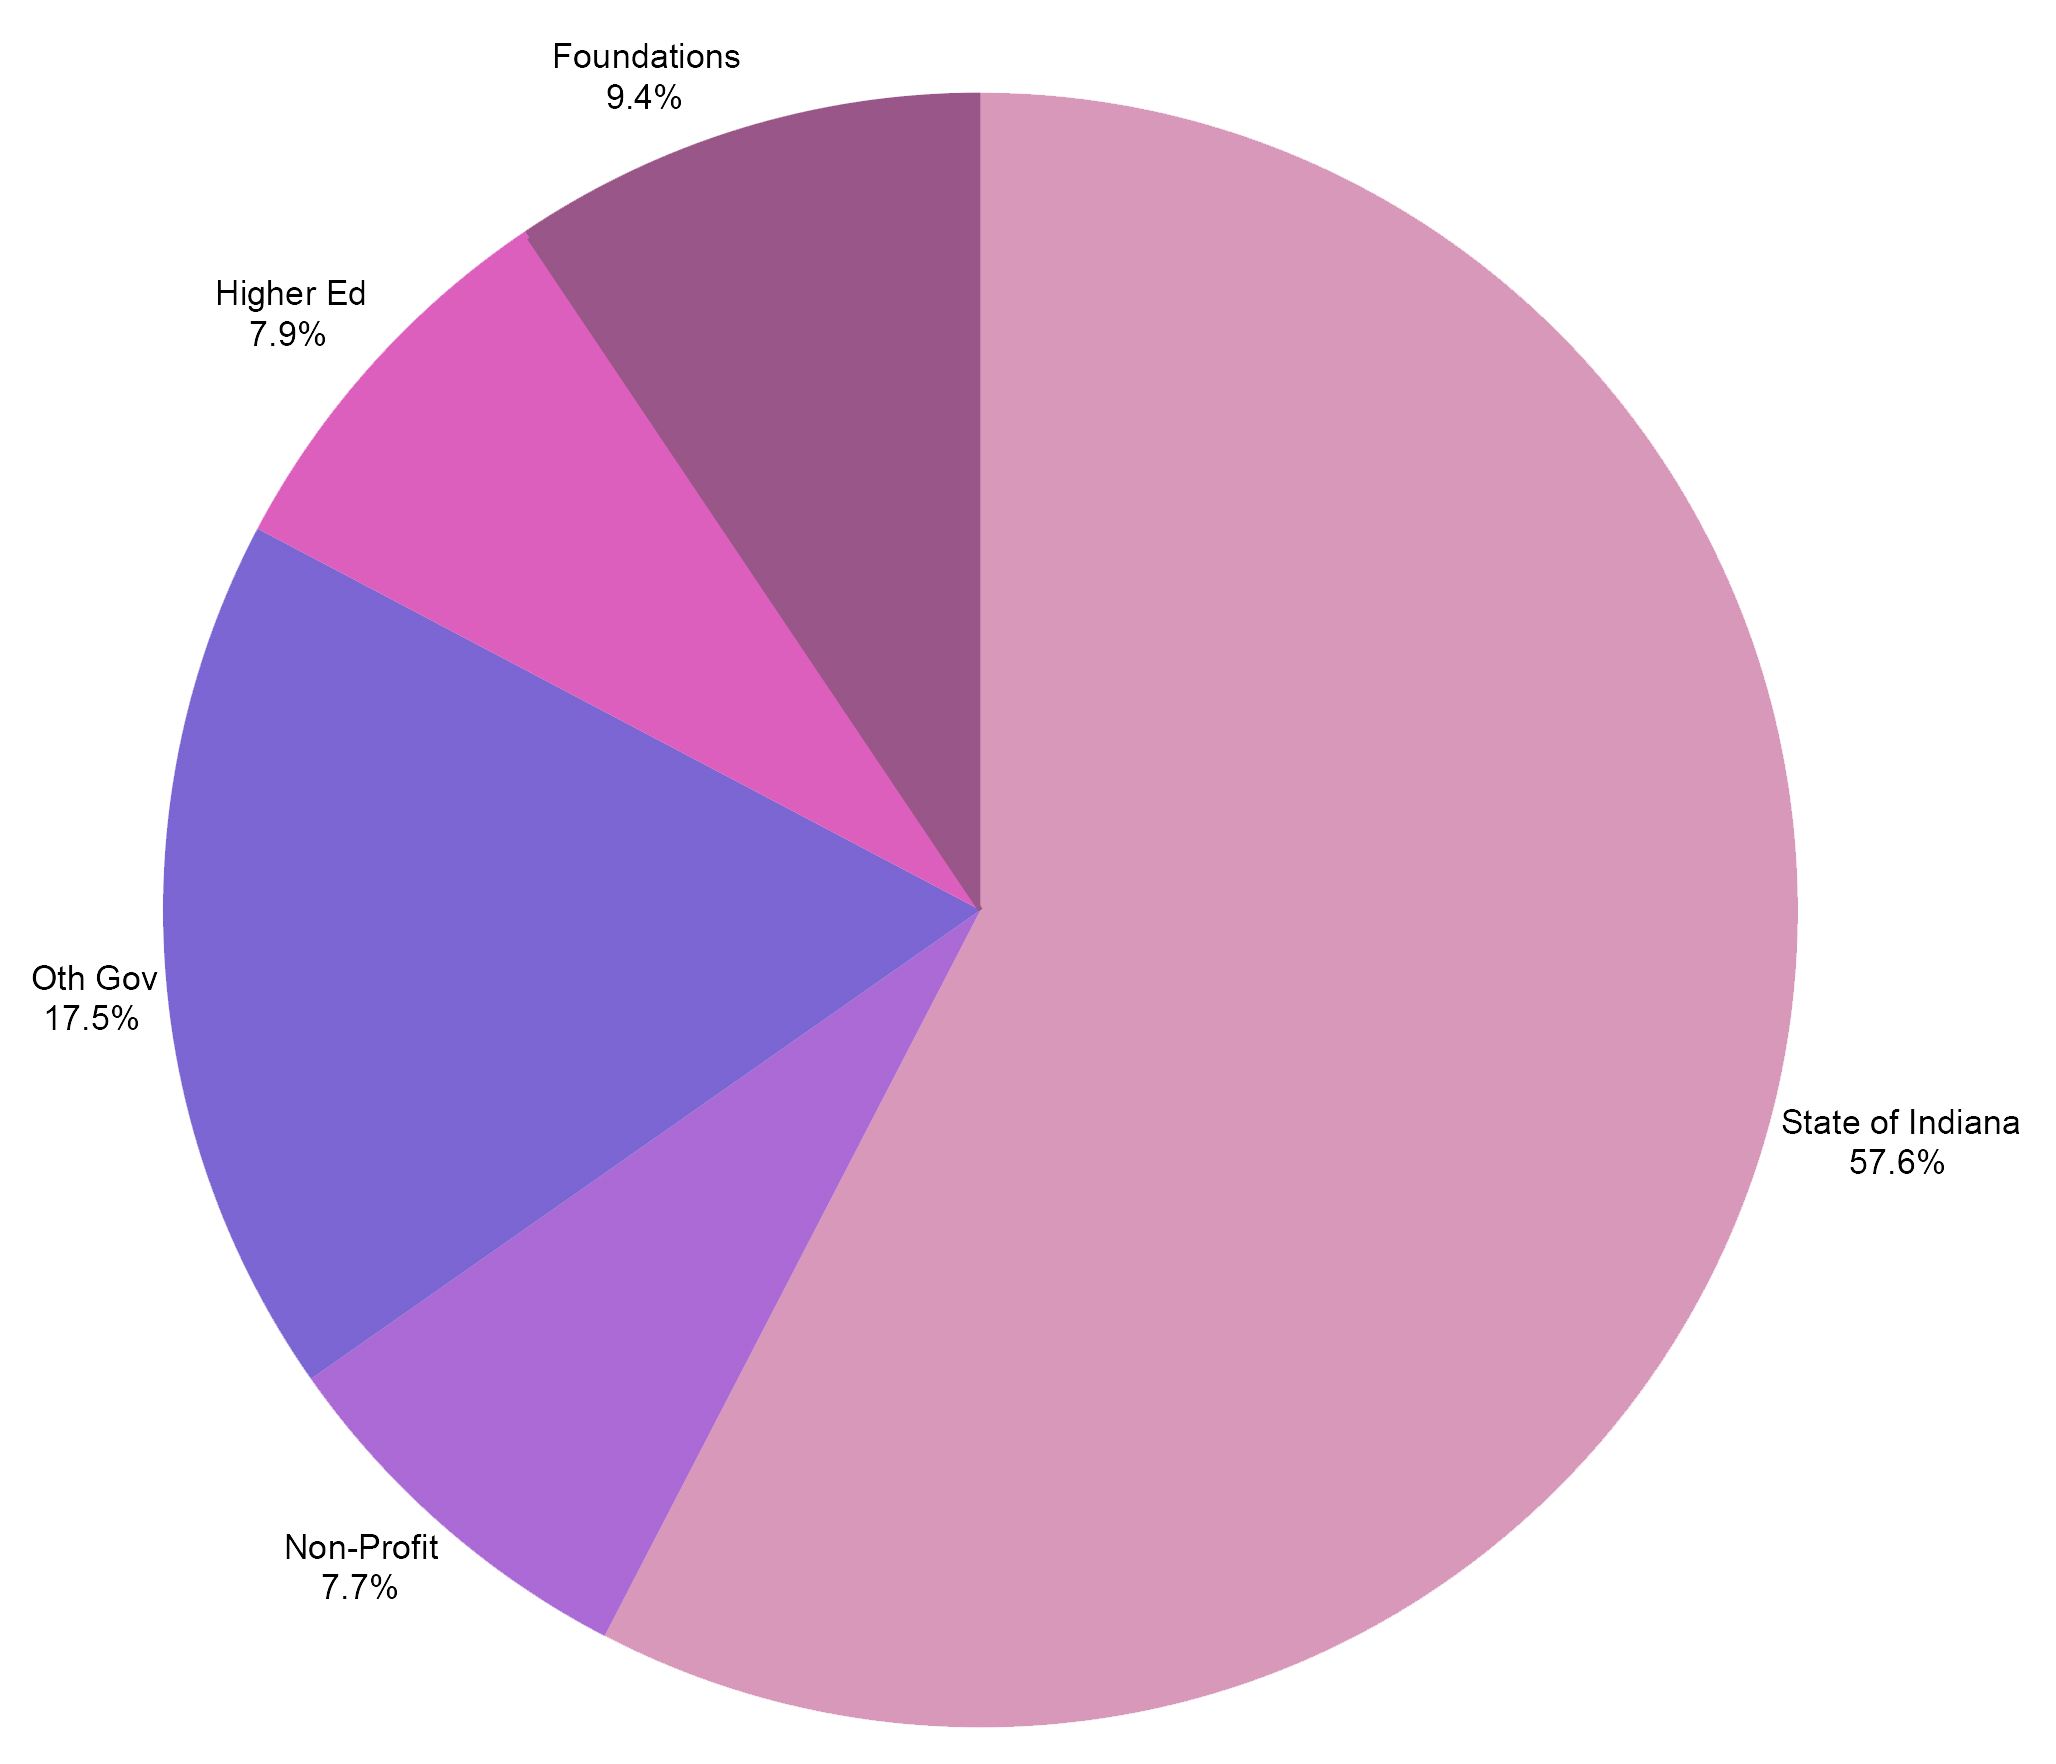 Foundations
9.4%
Higher Ed
7.9%
Oth Gov
17.5%
State of Indiana
57.6%
Non-Profit
7.7%